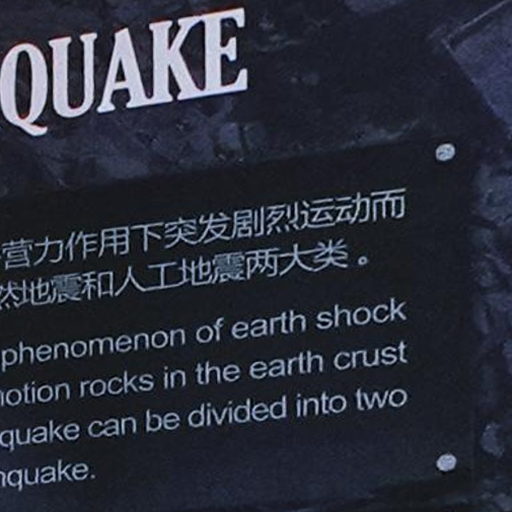 QUAKE
营力作用下突发剧烈运动而
然地震和人工地震两大类。
phenomenon of earth shock
otion rocks in the earth crust
quake can be divided into two
quake.